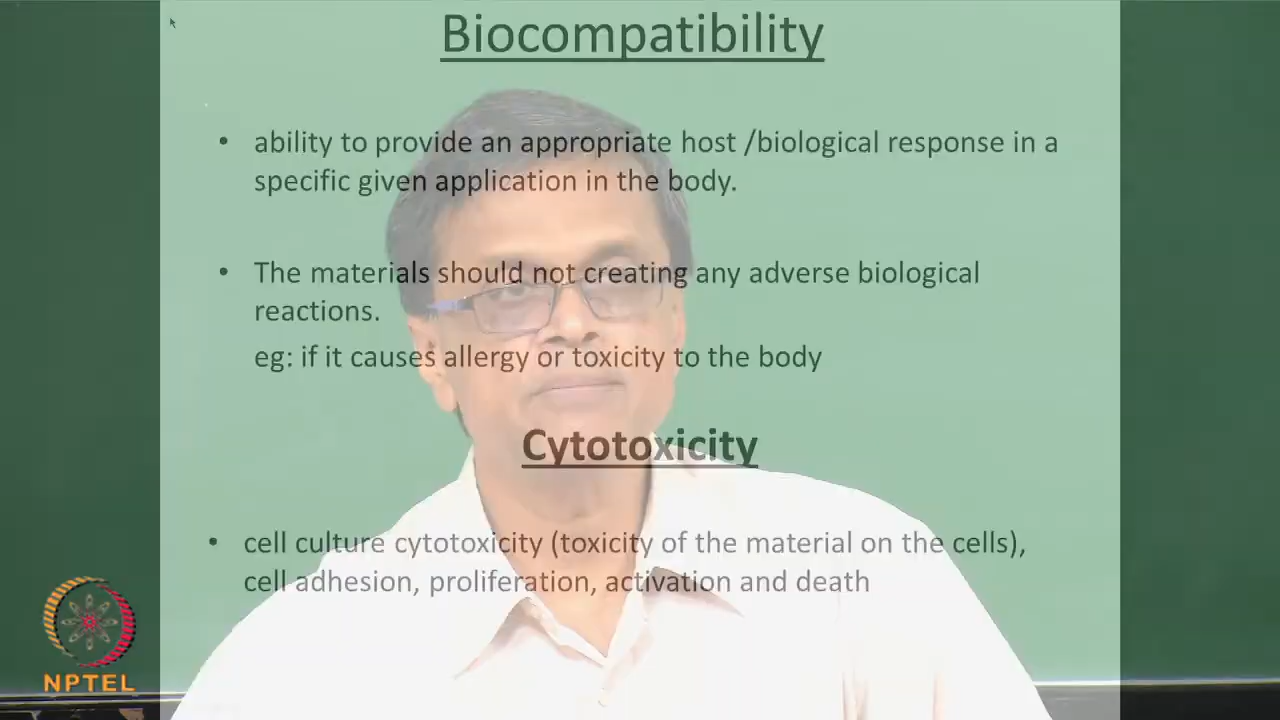 Biocompatibility
• ability to provide an appropriate host /biological response in a
specific given application in the body.
• The materials should not creating any adverse biological
reactions.
eg: if it causes allergy or toxicity to the body
Cytotoxicity
• cell culture cytotoxicity (toxicity of the material on the cells),
cell adhesion, proliferation, activation and death
NPTEL